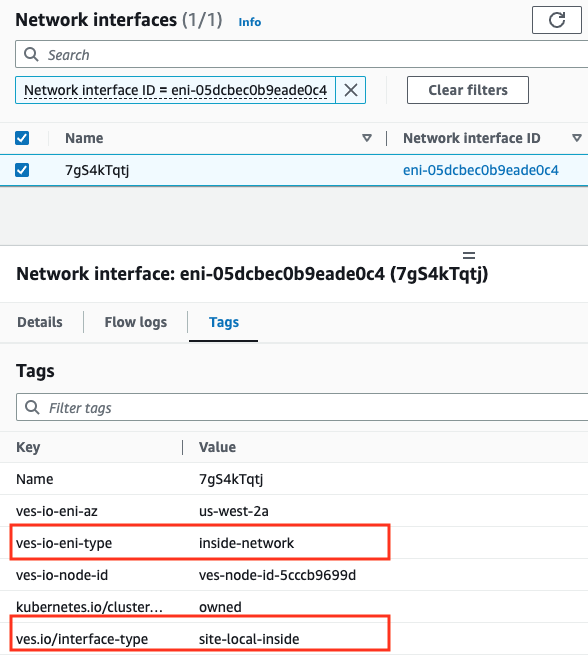 Network interfaces (1/1) Info
Search
Network interface ID = eni-05dcbec0b9eade0c4
Clear filters
Name Network interface ID
7gS4kTqtj eni-05dcbec0b9eade0c4
Network interface: eni-05dcbec0b9eade0c4 (7gS4kTqtj)
Details Flow logs Tags
Tags
Filter tags
Key Value
Name 7gS4kTqtj
ves-io-eni-az us-west-2a
ves-io-eni-type inside-network
ves-io-node-id ves-node-id-5cccb9699d
kubernetes.io/cluster... owned
ves.io/interface-type site-local-inside